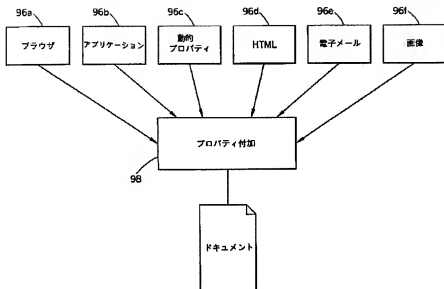 96a
96b
96c
96d
96e
96f
ブラウザ
アプリケーション
動的
プロパティ
HTML
電子メール
画像
プロパティ付加
98
ドキュメント